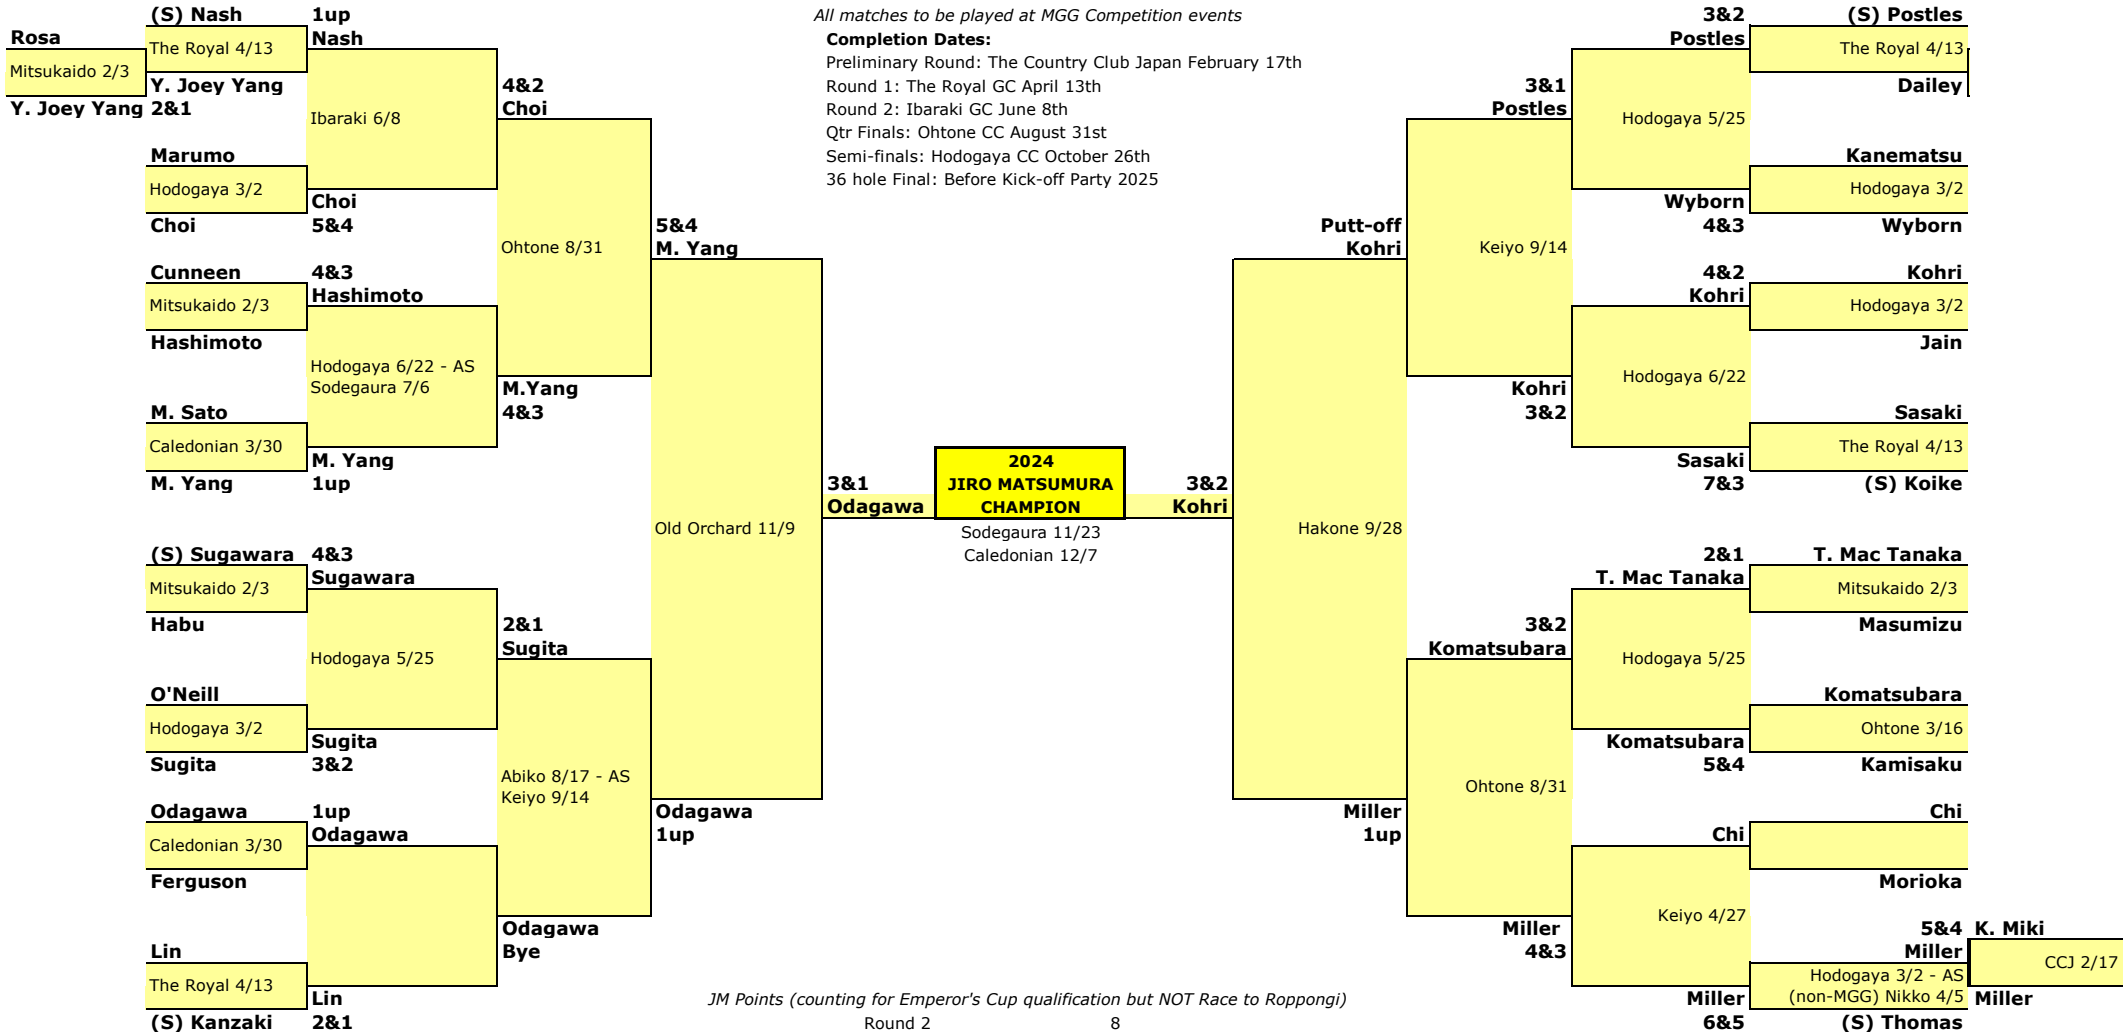 (S) Nash 1up
Rosa
The Royal 4/13
Nash
Mitsukaido 2/3
Y. Joey Yang
Y. Joey Yang 2&1
Ibaraki 6/8
4&2
Choi
Marumo
Hodogaya 3/2
Choi
Choi
5&4
Ohtone 8/31
5&4
M. Yang
Cunneen
4&3
Hashimoto
Mitsukaido 2/3
Hashimoto
Hodogaya 6/22 - AS
Sodegaura 7/6
M.Yang
4&3
M. Sato
Caledonian 3/30
M. Yang
M. Yang
1up
Old Orchard 11/9
3&1
Odagawa
(S) Sugawara
4&3
Sugawara
Mitsukaido 2/3
Habu
Hodogaya 5/25
2&1
Sugita
O'Neill
Hodogaya 3/2
Sugita
Sugita
3&2
Abiko 8/17 - AS
Keiyo 9/14
Odagawa
1up
Odagawa
1up
Odagawa
Caledonian 3/30
Ferguson
Odagawa
Bye
Lin
The Royal 4/13
(S) Kanzaki
Lin
2&1
All matches to be played at MGG Competition events
Completion Dates:
Preliminary Round: The Country Club Japan February 17th
Round 1: The Royal GC April 13th
Round 2: Ibaraki GC June 8th
Qtr Finals: Ohtone CC August 31st
Semi-finals: Hodogaya CC October 26th
36 hole Final: Before Kick-off Party 2025
2024
JIRO MATSUMURA
CHAMPION
Sodegaura 11/23
Caledonian 12/7
3&2
Kohri
Hakone 9/28
Putt-off
Kohri
Keiyo 9/14
3&1
Postles
Hodogaya 5/25
3&2
Postles
(S) Postles
The Royal 4/13
Dailey
Kanematsu
Hodogaya 3/2
Wyborn
Wyborn
4&3
4&2
Kohri
Kohri
Hodogaya 3/2
Jain
Hodogaya 6/22
Kohri
3&2
Sasaki
The Royal 4/13
(S) Koike
Sasaki
7&3
2&1
T. Mac Tanaka
T. Mac Tanaka
Mitsukaido 2/3
Masumizu
Hodogaya 5/25
3&2
Komatsubara
Komatsubara
Ohtone 3/16
Kamisaku
Komatsubara
5&4
Ohtone 8/31
Miller
1up
Chi
Chi
Morioka
Keiyo 4/27
Miller
4&3
5&4
Miller
K. Miki
CCJ 2/17
Miller
Hodogaya 3/2 - AS
(non-MGG) Nikko 4/5
(S) Thomas
Miller
6&5
JM Points (counting for Emperor's Cup qualification but NOT Race to Roppongi)
Round 2 8